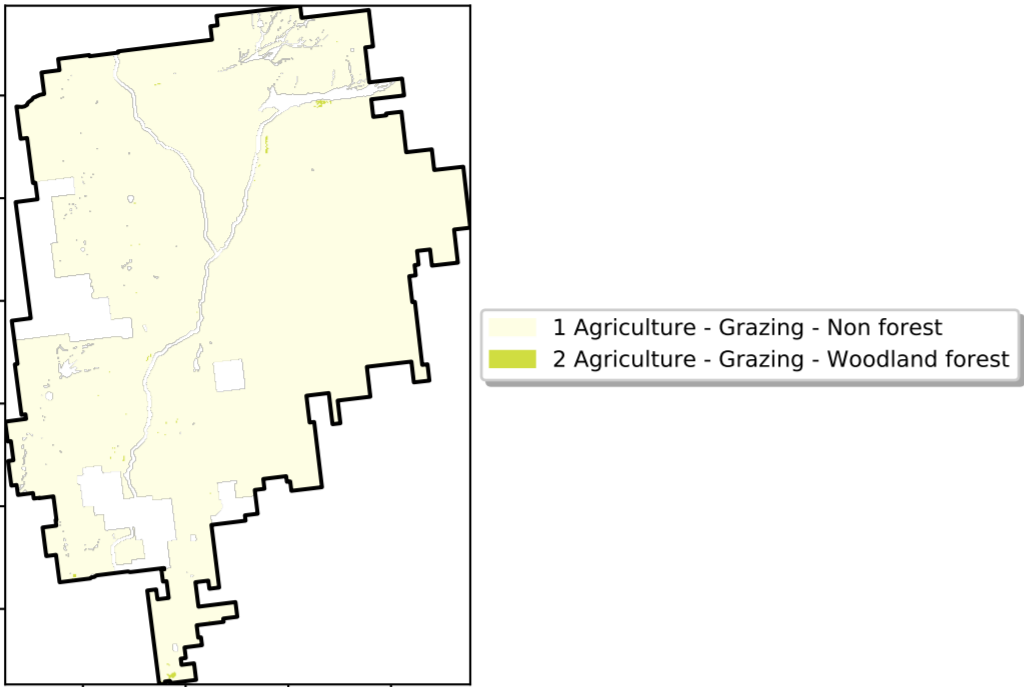 1 Agriculture - Grazing - Non forest
2 Agriculture - Grazing - Woodland forest